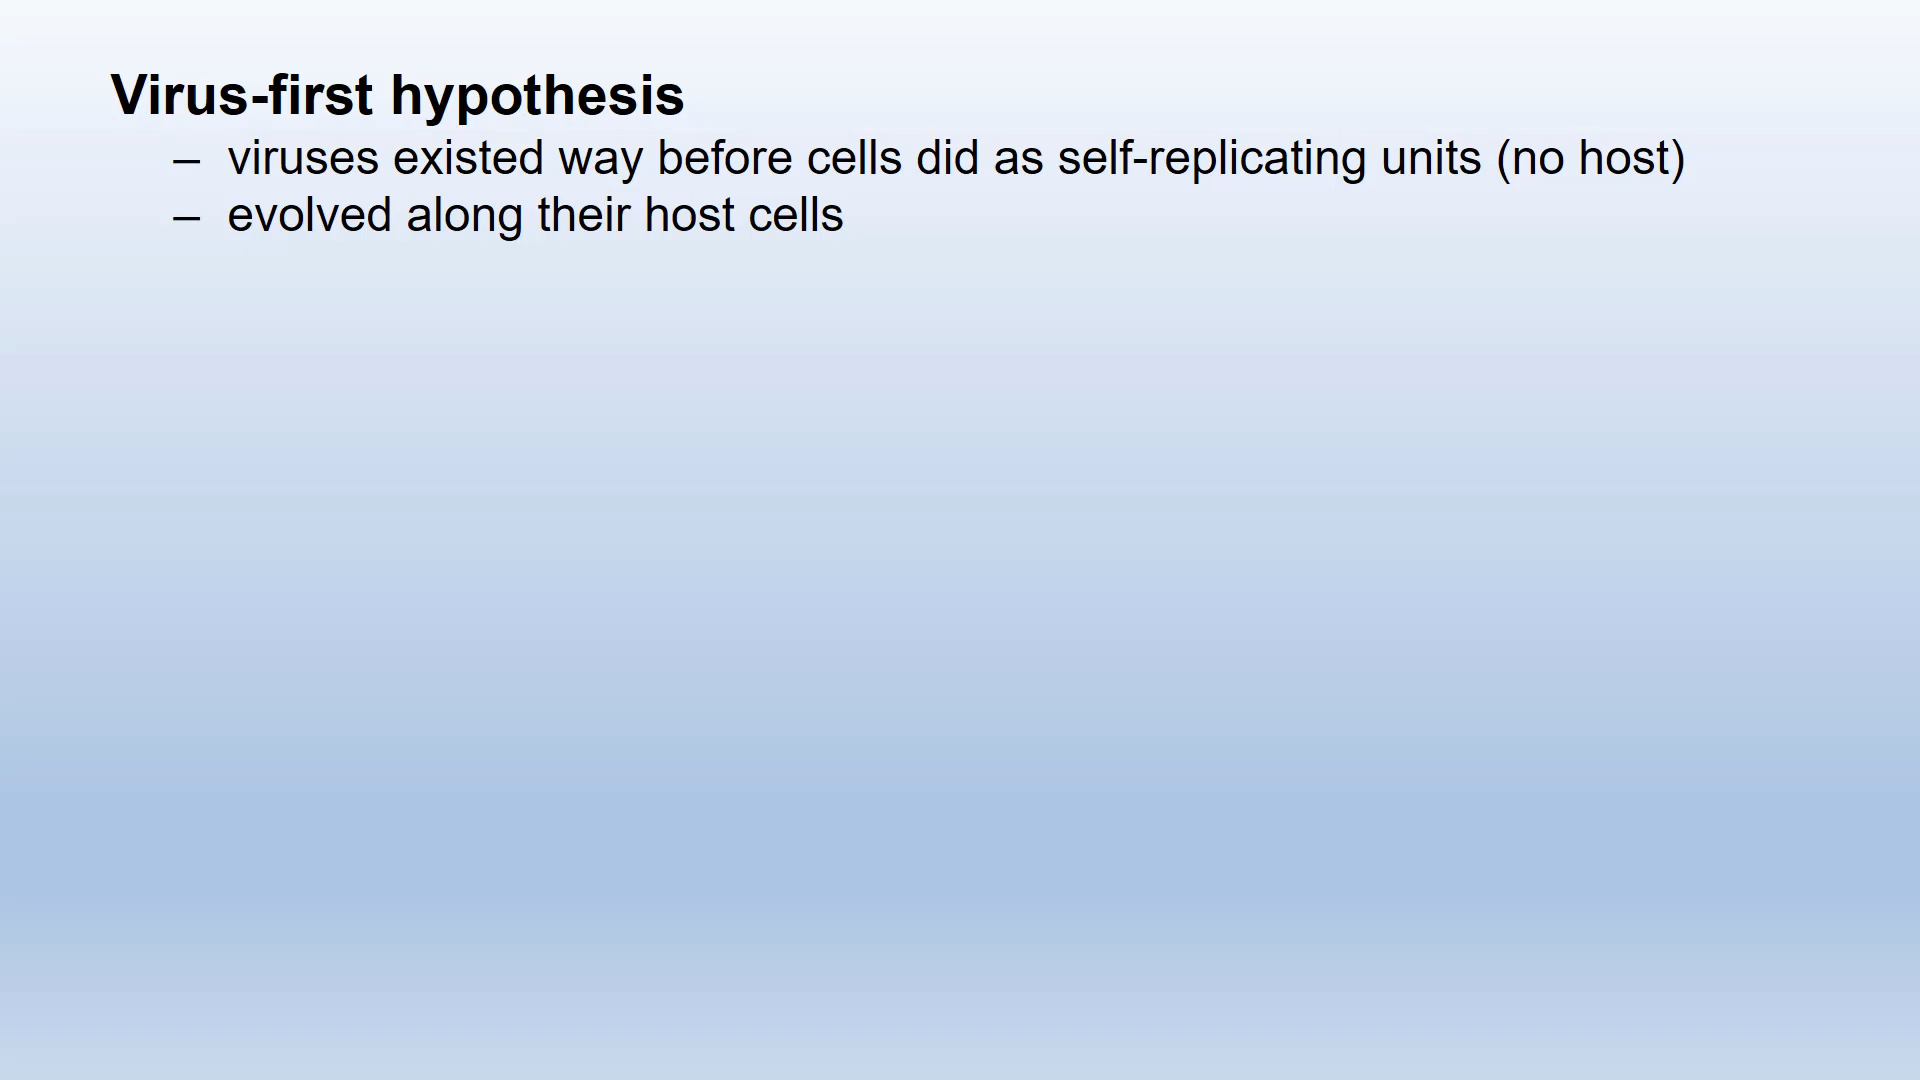 Virus-first hypothesis
– viruses existed way before cells did as self-replicating units (no host)
– evolved along their host cells